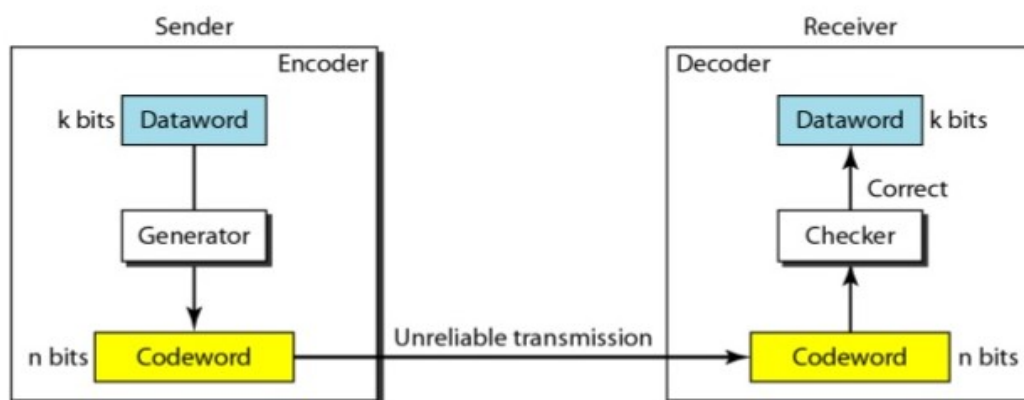 Sender
Receiver
Encoder
Decoder
k bits
Dataword
Dataword
k bits
Correct
Generator
Checker
Unreliable transmission
n bits
Codeword
Codeword
n bits